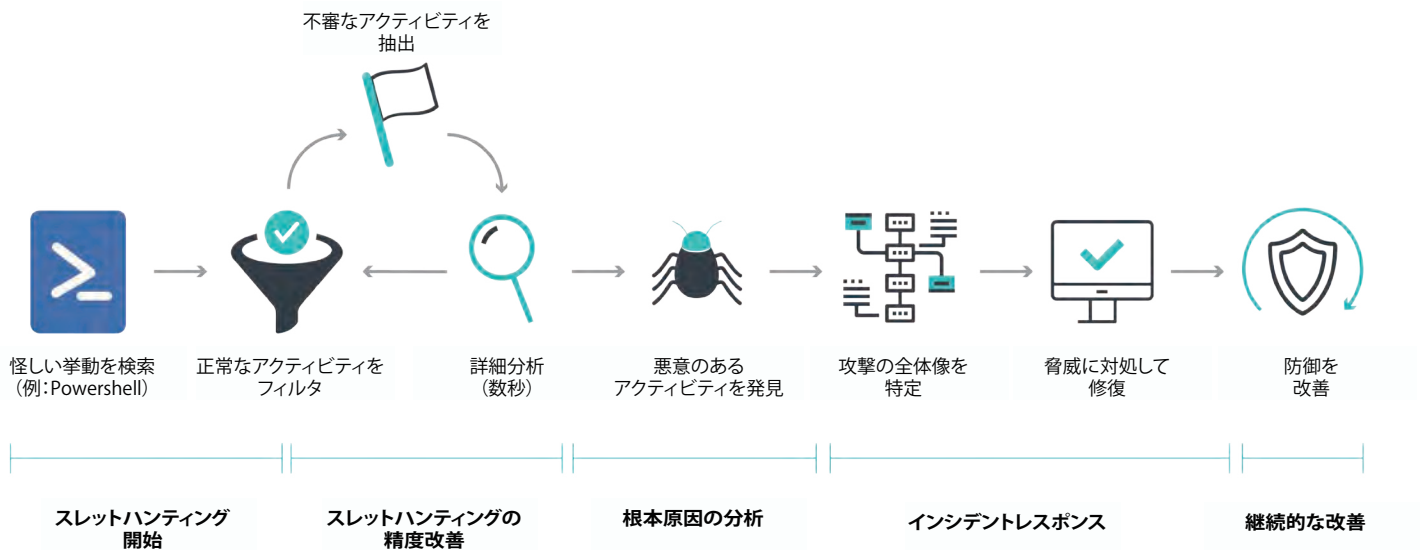 不審なアクティビティを
抽出
怪しい挙動を検索
(例:Powershell)
正常なアクティビティを
フィルタ
詳細分析
(数秒)
悪意のある
アクティビティを発見
攻撃の全体像を
特定
脅威に対処して
修復
防御を
改善
スレットハンティング
開始
スレットハンティングの
精度改善
根本原因の分析
インシデントレスポンス
継続的な改善